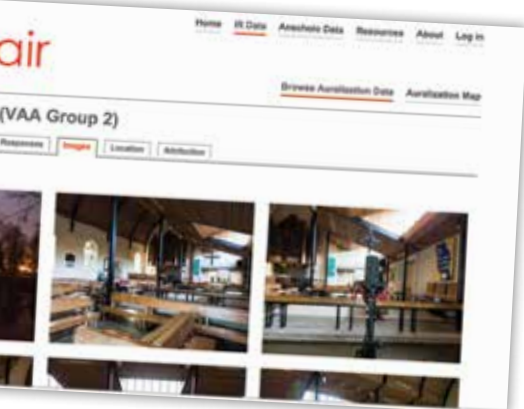 Home IR Data Anechoic Data Resources About Log in
air
Browse Auralization Data Auralization Map
(VAA Group 2)
Responses Images Location Attribution